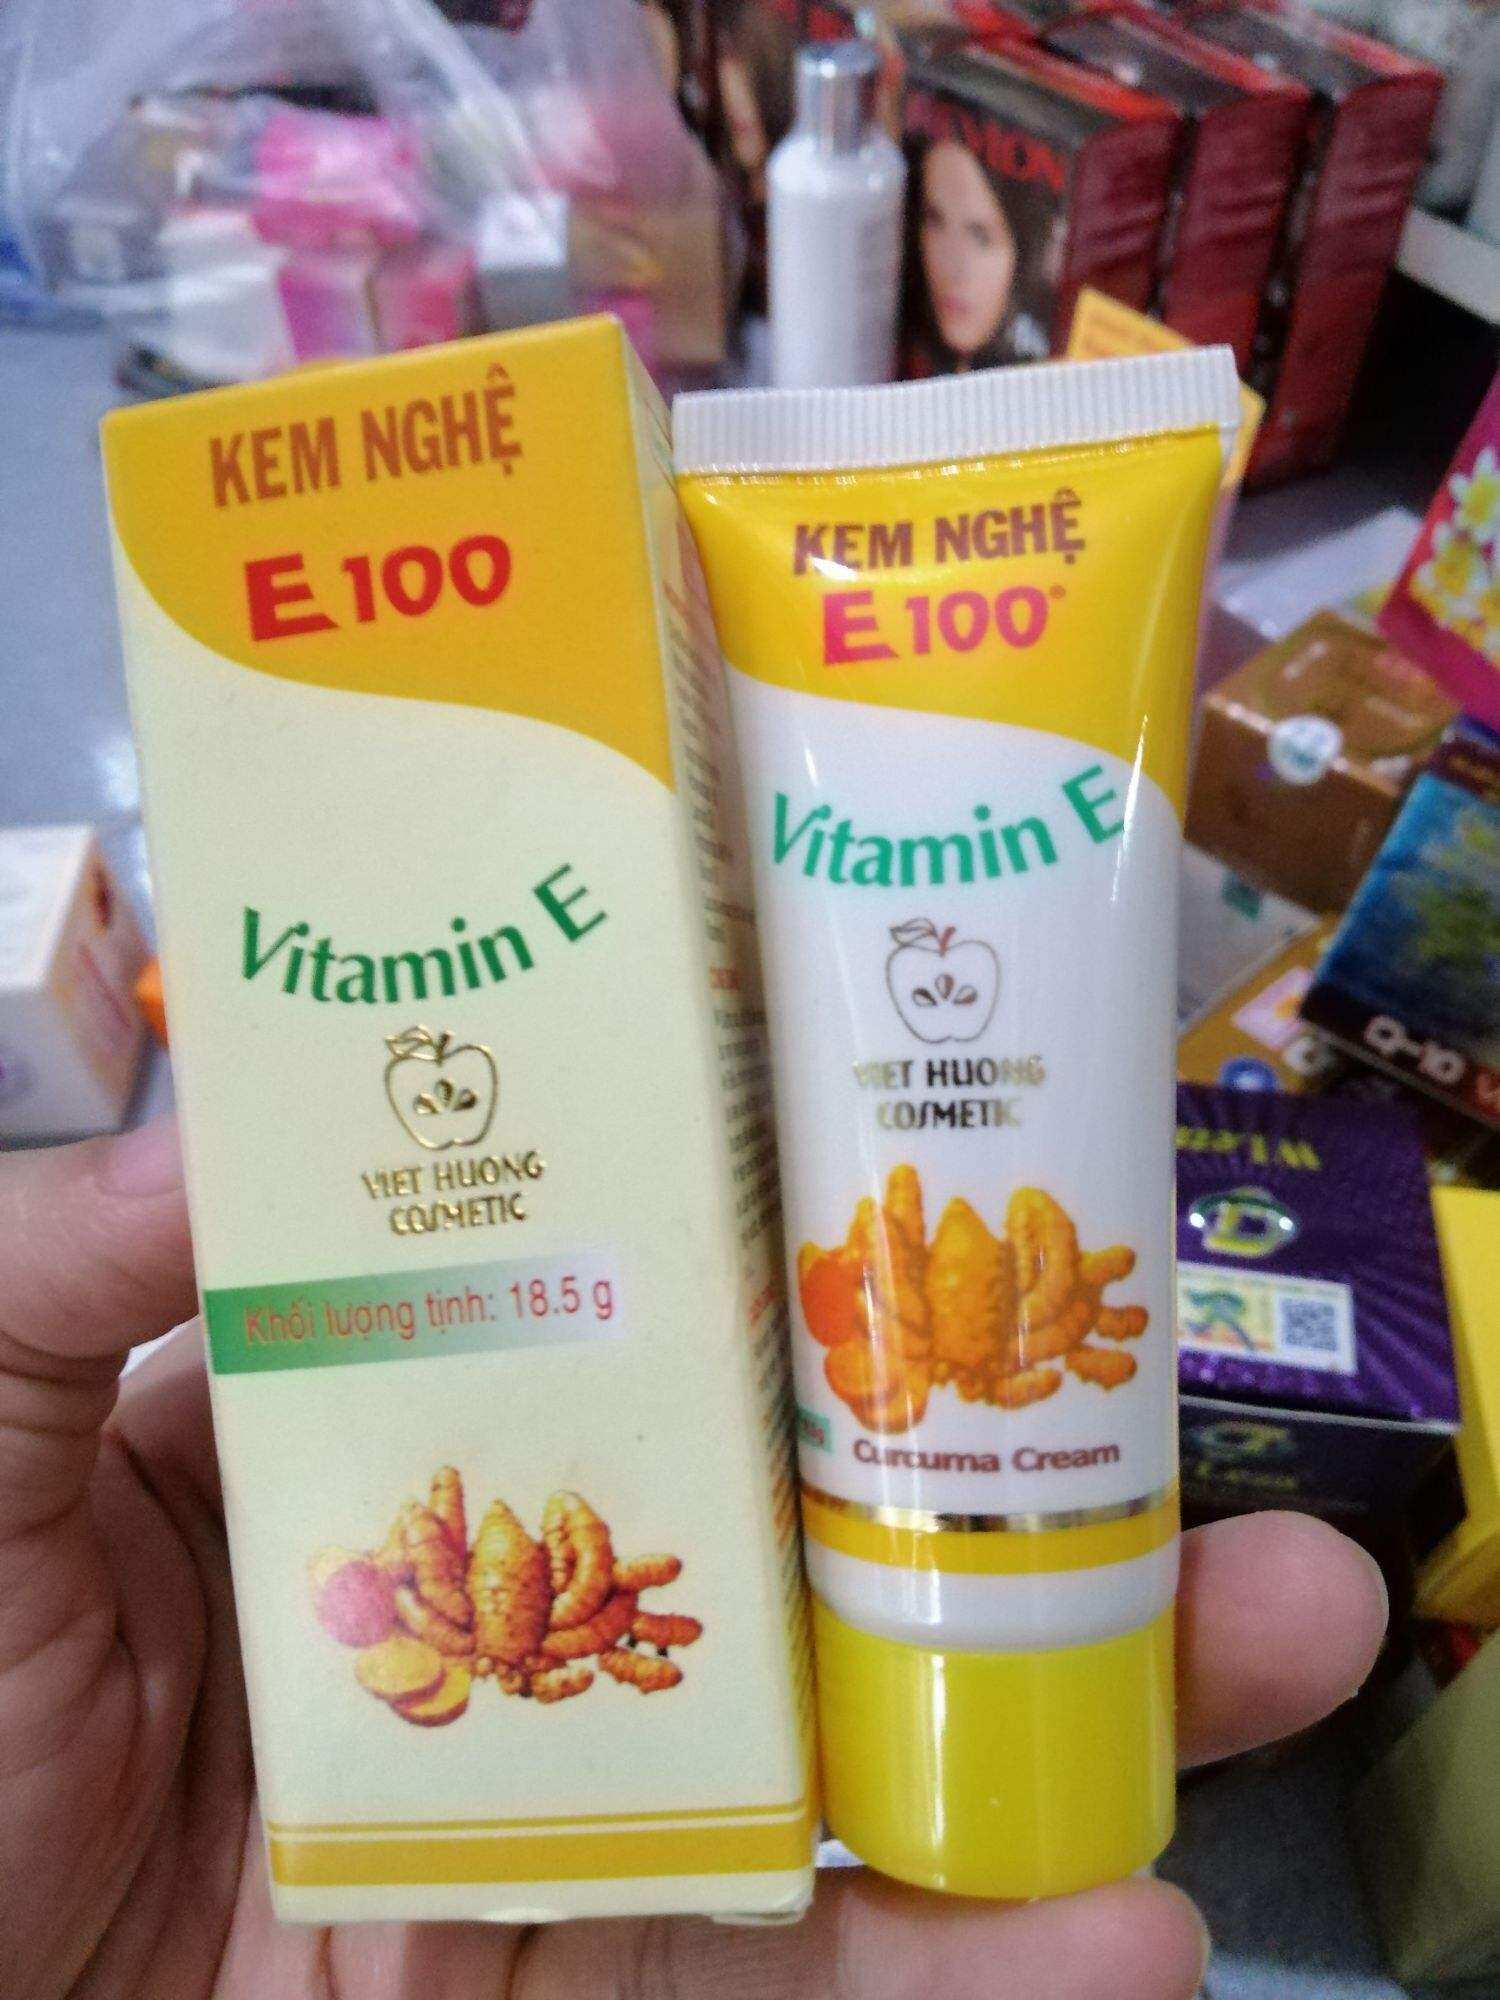 KEM NGHỆ
E100
Vitamin E
VIET HUONG
COSMETIC
Khối lượng tịnh: 18.5 g
KEM NGHỆ
E100
Vitamin E
VIET HUONG
COSMETIC
Curcuma Cream
Q-10